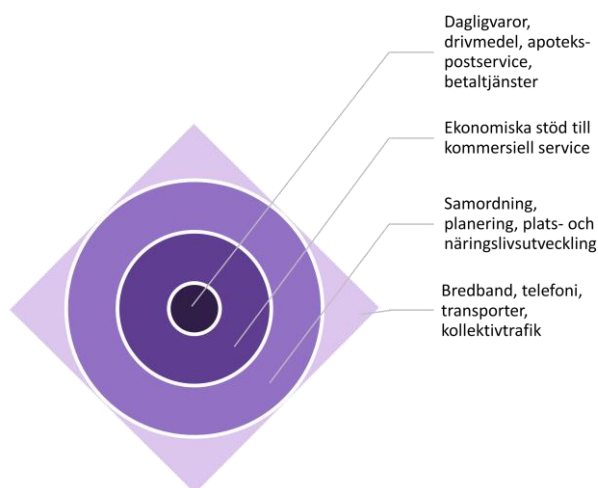 Dagligvaror,
drivmedel, apoteks-
postservice,
betaltjänster
Ekonomiska stöd till
kommersiell service
Samordning,
planering, plats- och
näringslivsutveckling
Bredband, telefoni,
transporter,
kollektivtrafik